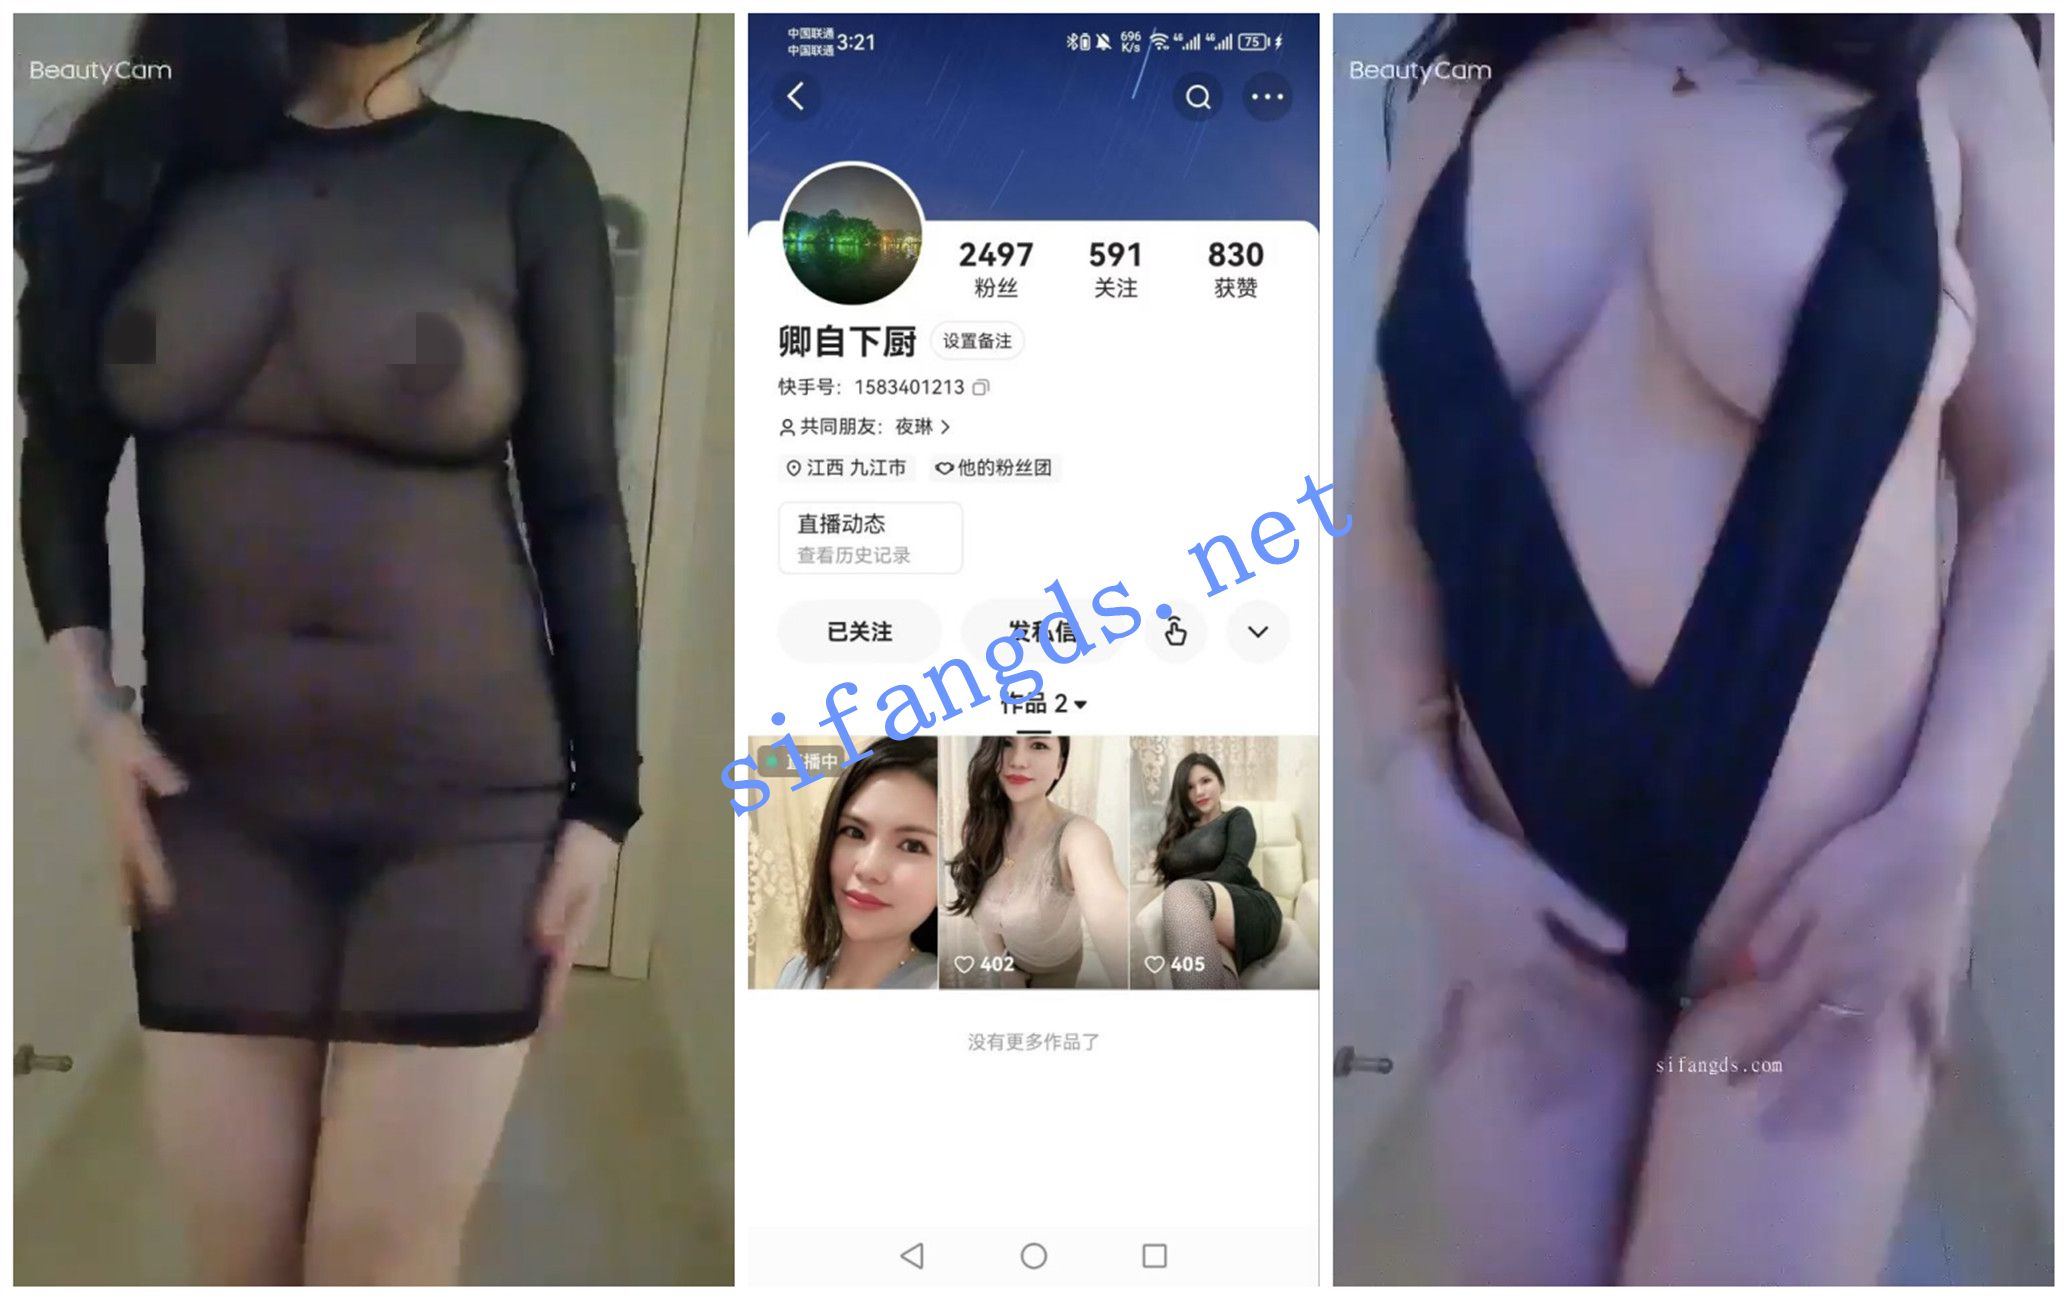 BeautyCam
中国联通
中国联通
3:21
696
K/s
4G
4G
75
2497
591
830
粉丝
关注
获赞
卿自下厨
设置备注
快手号：1583401213
共同朋友：夜琳
江西 九江市
他的粉丝团
直播动态
查看历史记录
已关注
发私信
作品 2
直播中
402
405
没有更多作品了
sifangds.net
BeautyCam
sifangds.com